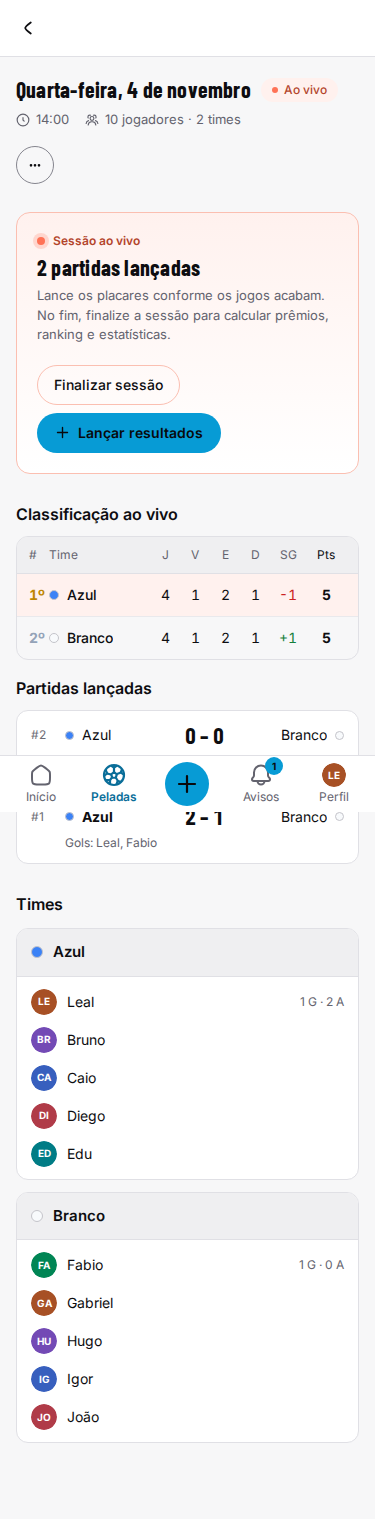 Quarta-feira, 4 de novembro Ao vivo
14:00 10 jogadores · 2 times
Sessão ao vivo
2 partidas lançadas
Lance os placares conforme os jogos acabam.
No fim, finalize a sessão para calcular prêmios,
ranking e estatísticas.
Finalizar sessão
+ Lançar resultados
Classificação ao vivo
# Time J V E D SG Pts
1º Azul 4 1 2 1 -1 5
2º Branco 4 1 2 1 +1 5
Partidas lançadas
#2 Azul 0 – 0 Branco
Início Peladas + Avisos 1 Perfil LE
#1 Azul 2 – 1 Branco
Gols: Leal, Fabio
Times
Azul
LE Leal 1 G · 2 A
BR Bruno
CA Caio
DI Diego
ED Edu
Branco
FA Fabio 1 G · 0 A
GA Gabriel
HU Hugo
IG Igor
JO João